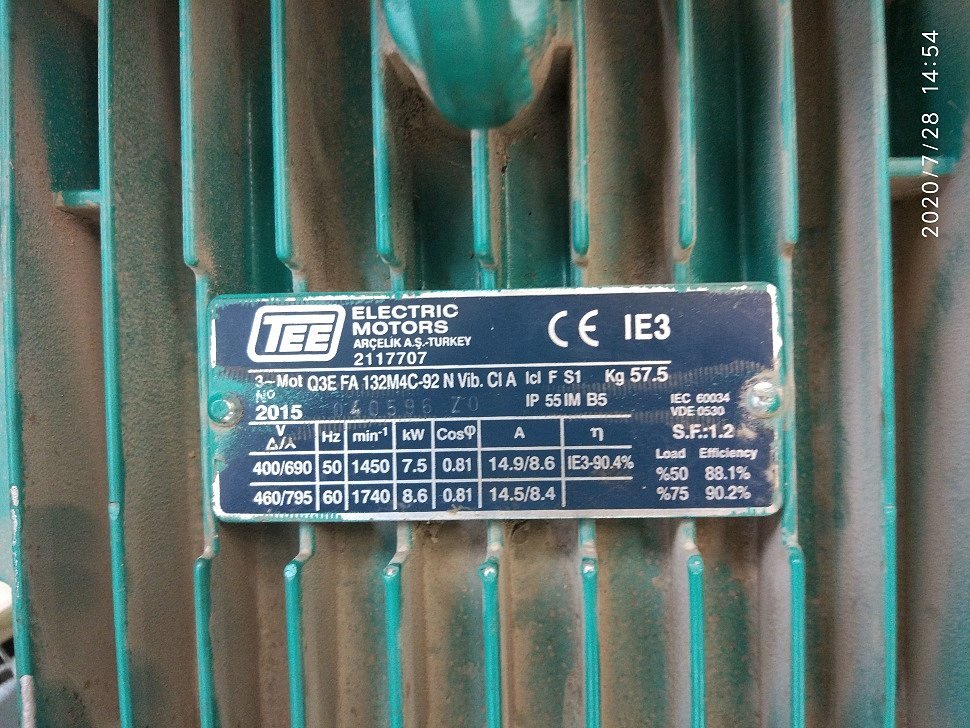 2020/7/28 14:54
TEE
ELECTRIC
MOTORS
ARÇELİK A.Ş.-TURKEY
2117707
CE IE3
3~Mot Q3E FA 132M4C-92 N Vib. Cl A Icl F S1 Kg 57.5
No 2015 040596 ZO IP 55 IM B5
IEC 60034
VDE 0530
S.F.:1.2
V Δ/⅄ Hz min⁻¹ kW Cosφ A η
400/690 50 1450 7.5 0.81 14.9/8.6 IE3-90.4%
460/795 60 1740 8.6 0.81 14.5/8.4
Load Efficiency
%50 88.1%
%75 90.2%